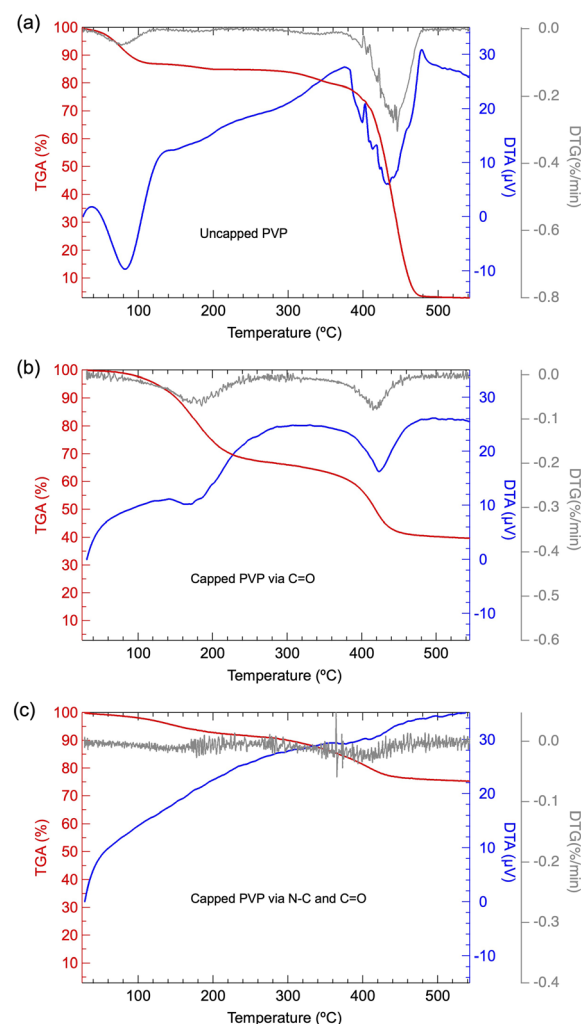 (a)
100
90
80
70
60
50
40
30
20
10
TGA (%)
Uncapped PVP
30
20
10
0
-10
DTA (µV)
0.0
-0.2
-0.4
-0.6
-0.8
DTG(%/min)
100 200 300 400 500
Temperature (ºC)
(b)
100
90
80
70
60
50
40
30
20
10
TGA (%)
Capped PVP via C=O
30
20
10
0
-10
DTA (µV)
0.0
-0.1
-0.2
-0.3
-0.4
-0.5
-0.6
DTG(%/min)
100 200 300 400 500
Temperature (ºC)
(c)
100
90
80
70
60
50
40
30
20
10
TGA (%)
Capped PVP via N-C and C=O
30
20
10
0
-10
DTA (µV)
0.0
-0.1
-0.2
-0.3
-0.4
DTG(%/min)
100 200 300 400 500
Temperature (ºC)